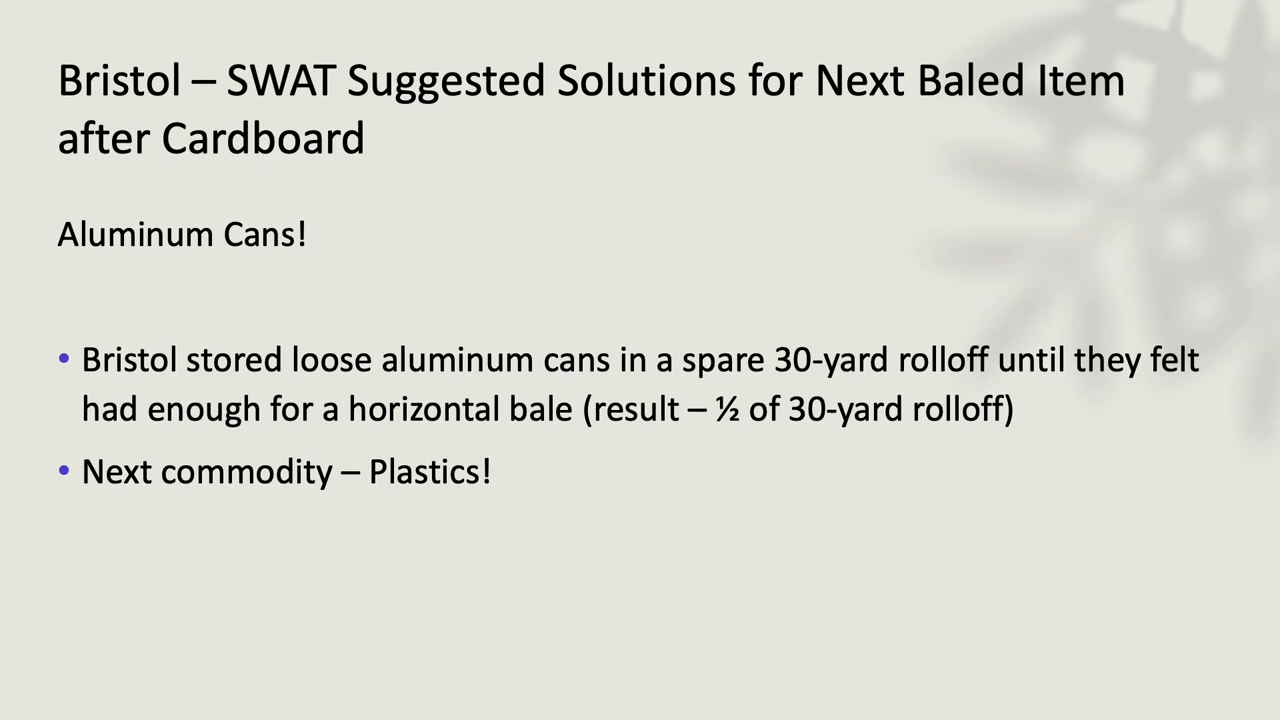 Bristol – SWAT Suggested Solutions for Next Baled Item
after Cardboard
Aluminum Cans!
• Bristol stored loose aluminum cans in a spare 30-yard rolloff until they felt
had enough for a horizontal bale (result – ½ of 30-yard rolloff)
• Next commodity – Plastics!